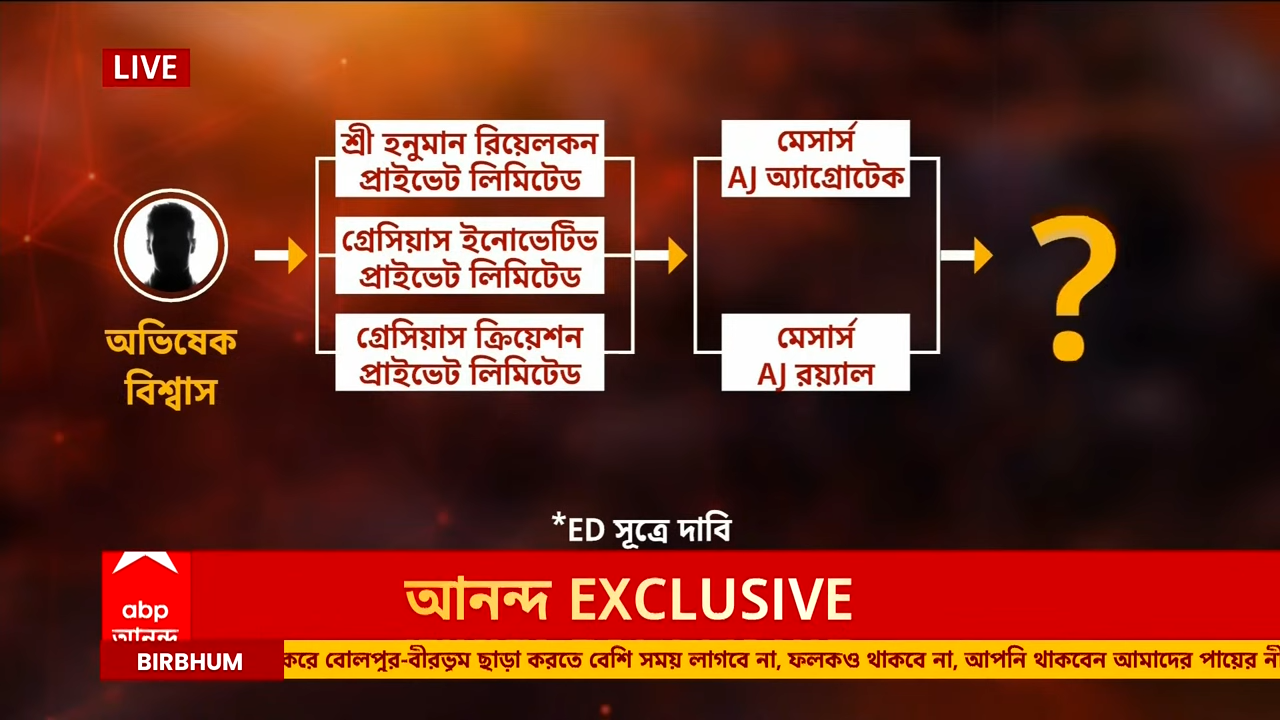 LIVE
অভিষেক
বিশ্বাস
শ্রী হনুমান রিয়েলকন
প্রাইভেট লিমিটেড
গ্রেসিয়াস ইনোভেটিভ
প্রাইভেট লিমিটেড
গ্রেসিয়াস ক্রিয়েশন
প্রাইভেট লিমিটেড
মেসার্স
AJ অ্যাগ্রোটেক
মেসার্স
AJ রয়্যাল
?
*ED সূত্রে দাবি
আনন্দ EXCLUSIVE
abp
আনন্দ
BIRBHUM
করে বোলপুর-বীরভূম ছাড়া করতে বেশি সময় লাগবে না, ফলকও থাকবে না, আপনি থাকবেন আমাদের পায়ের